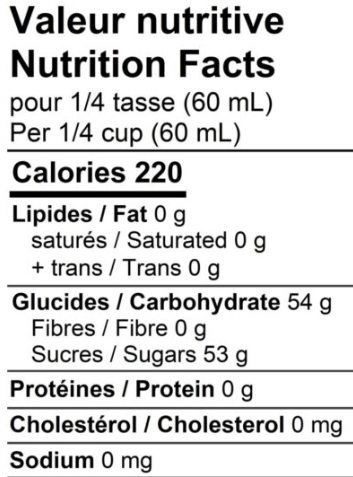 Valeur nutritive
Nutrition Facts
pour 1/4 tasse (60 mL)
Per 1/4 cup (60 mL)
Calories 220
Lipides / Fat 0 g
saturés / Saturated 0 g
+ trans / Trans 0 g
Glucides / Carbohydrate 54 g
Fibres / Fibre 0 g
Sucres / Sugars 53 g
Protéines / Protein 0 g
Cholestérol / Cholesterol 0 mg
Sodium 0 mg